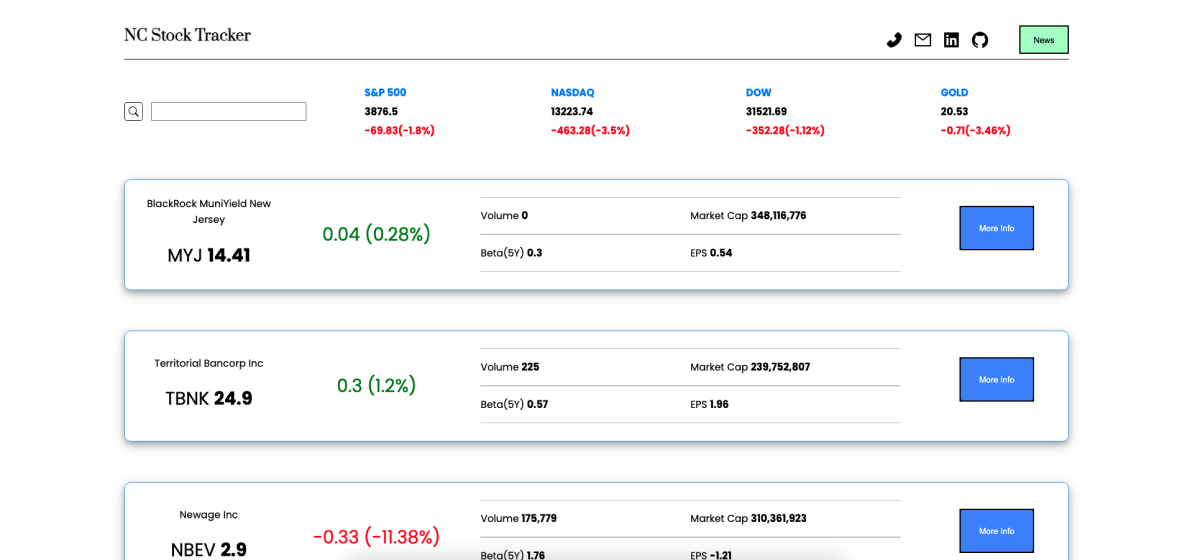 NC Stock Tracker
News
S&P 500
NASDAQ
DOW
GOLD
3876.5
13223.74
31521.69
20.53
-69.83(-1.8%)
-463.28(-3.5%)
-352.28(-1.12%)
-0.71(-3.46%)
BlackRock MuniYield New
Jersey
MYJ 14.41
0.04 (0.28%)
Volume 0
Market Cap 348,116,776
Beta(5Y) 0.3
EPS 0.54
More Info
Territorial Bancorp Inc
TBNK 24.9
0.3 (1.2%)
Volume 225
Market Cap 239,752,807
Beta(5Y) 0.57
EPS 1.96
More Info
Newage Inc
NBEV 2.9
-0.33 (-11.38%)
Volume 175,779
Market Cap 310,361,923
Beta(5Y) 1.76
EPS -1.21
More Info